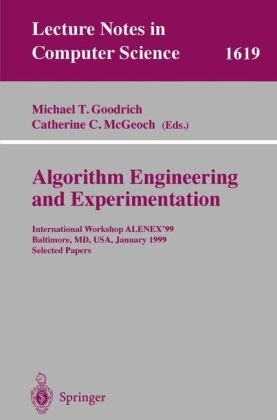 Lecture Notes in
Computer Science 1619
Michael T. Goodrich
Catherine C. McGeoch (Eds.)
Algorithm Engineering
and Experimentation
International Workshop ALENEX'99
Baltimore, MD, USA, January 1999
Selected Papers
Springer